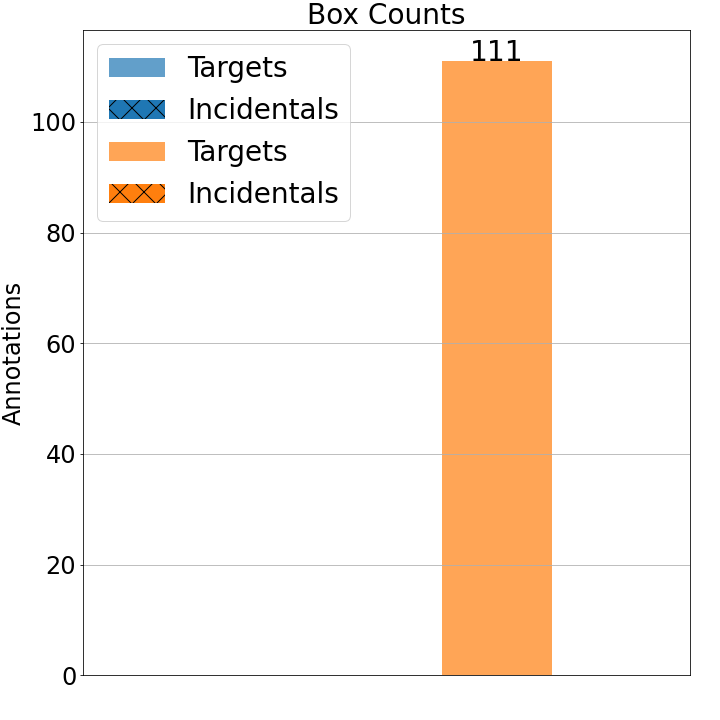 Box Counts
111
Targets
Incidentals
Targets
Incidentals
100
80
60
40
20
0
Annotations